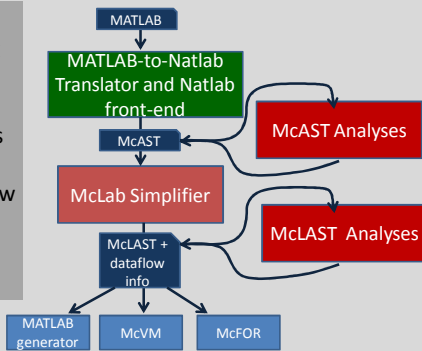 MATLAB
MATLAB-to-Natlab
Translator and Natlab
front-end
McAST
McAST Analyses
McLab Simplifier
McLAST +
dataflow
info
McLAST Analyses
MATLAB
generator
McVM
McFOR